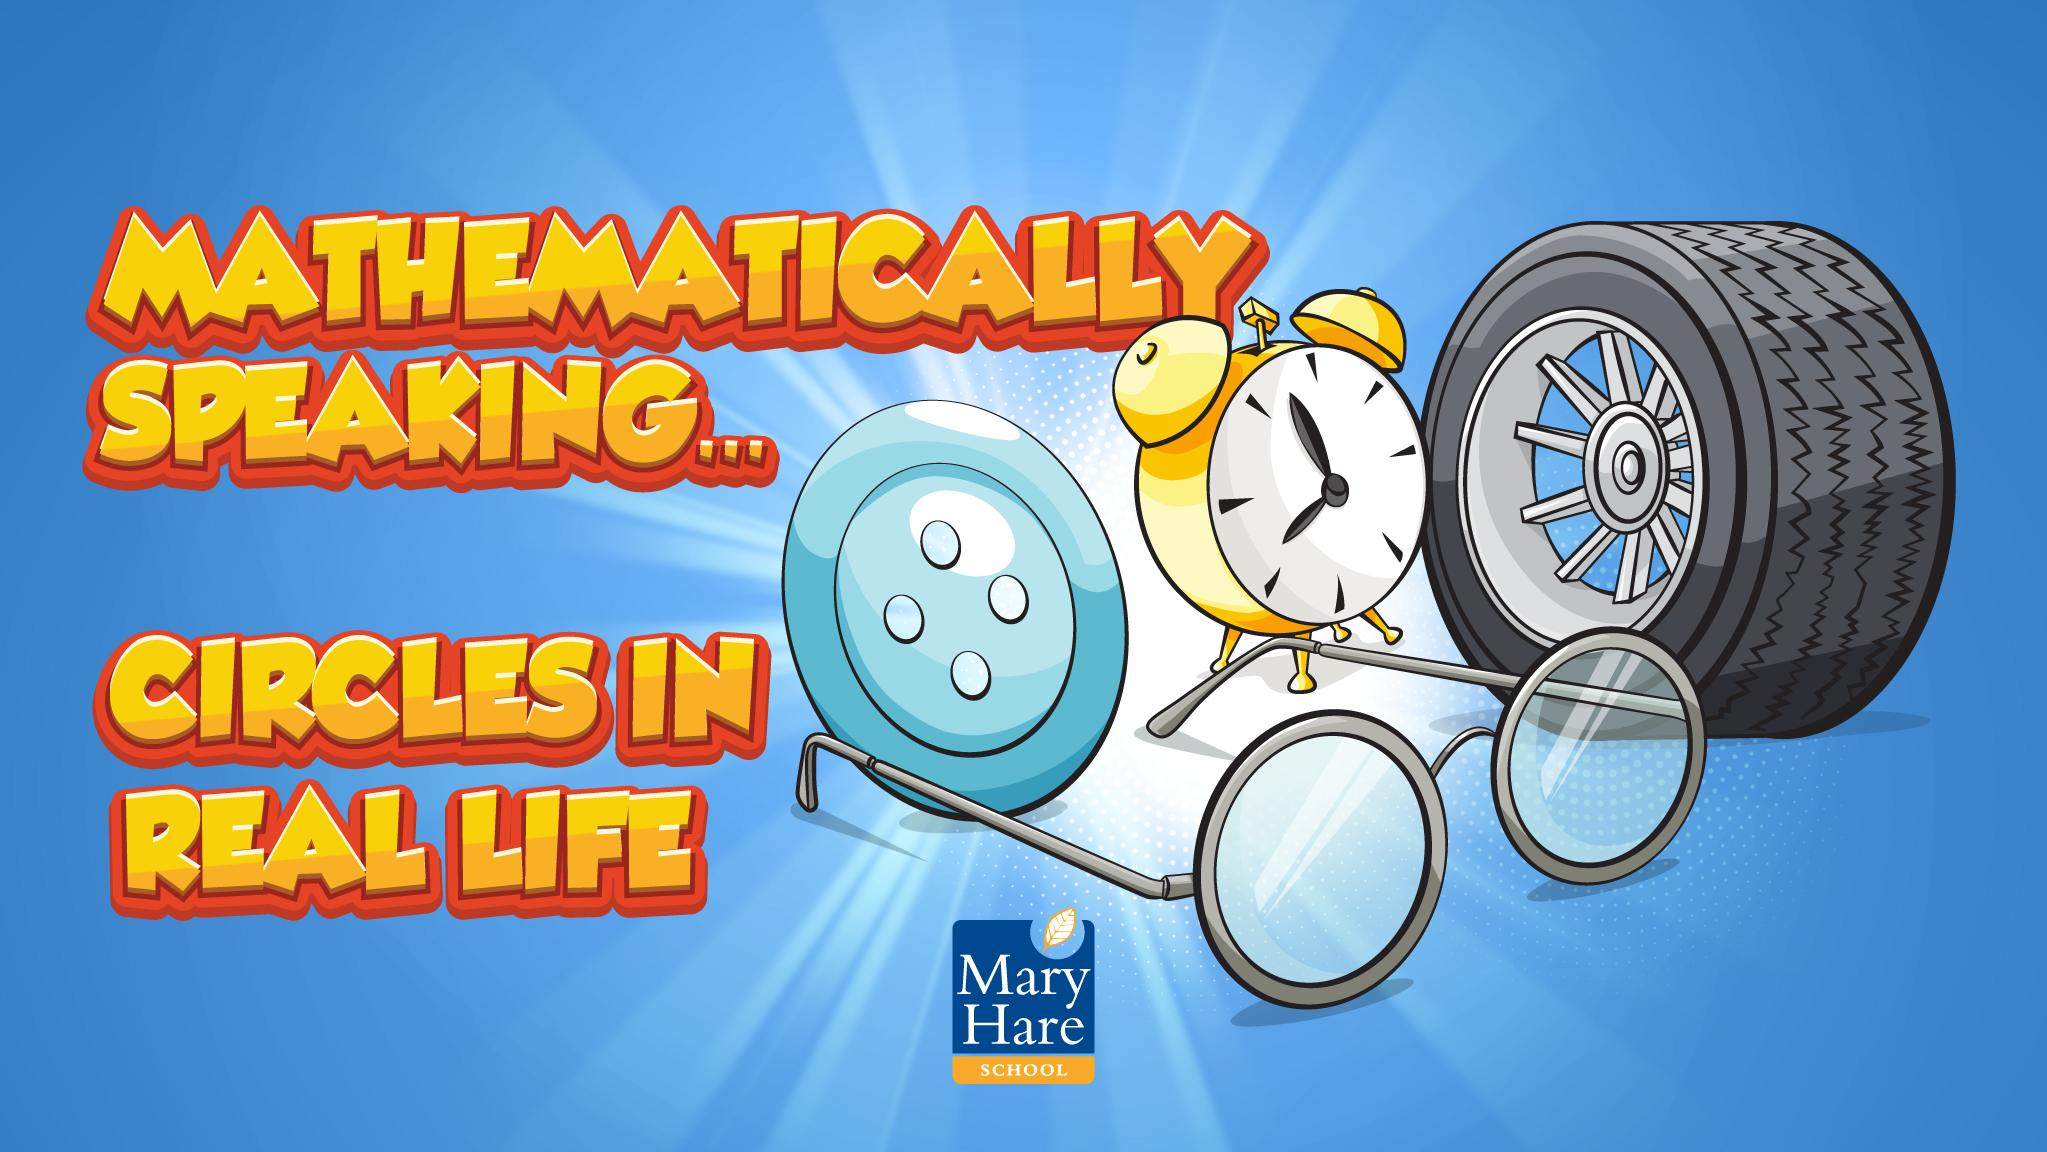 MATHEMATICALLY
SPEAKING...
CIRCLES IN
REAL LIFE
Mary
Hare
SCHOOL